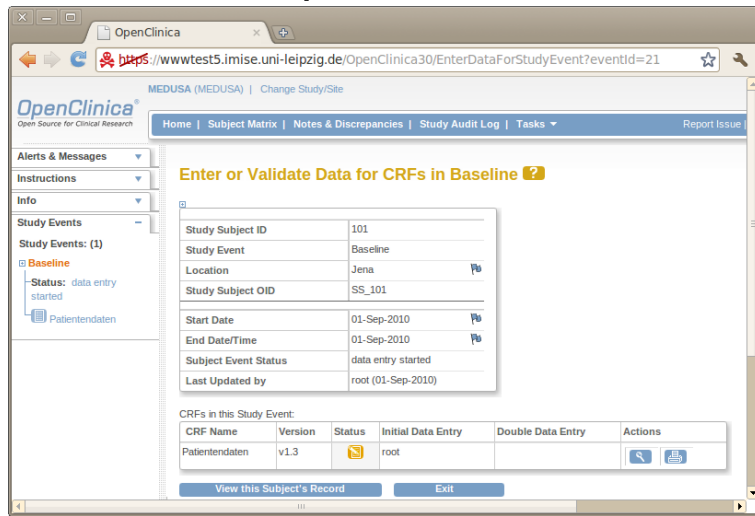 OpenClinica
https://wwwtest5.imise.uni-leipzig.de/OpenClinica30/EnterDataForStudyEvent?eventId=21
MEDUSA (MEDUSA) | Change Study/Site
OpenClinica®
Open Source for Clinical Research
Home | Subject Matrix | Notes & Discrepancies | Study Audit Log | Tasks
Report Issue |
Alerts & Messages
Instructions
Info
Study Events
Study Events: (1)
Baseline
Status: data entry
started
Patientendaten
Enter or Validate Data for CRFs in Baseline ?
Study Subject ID 101
Study Event Baseline
Location Jena
Study Subject OID SS_101
Start Date 01-Sep-2010
End Date/Time 01-Sep-2010
Subject Event Status data entry started
Last Updated by root (01-Sep-2010)
CRFs in this Study Event:
CRF Name Version Status Initial Data Entry Double Data Entry Actions
Patientendaten v1.3 root
View this Subject's Record Exit